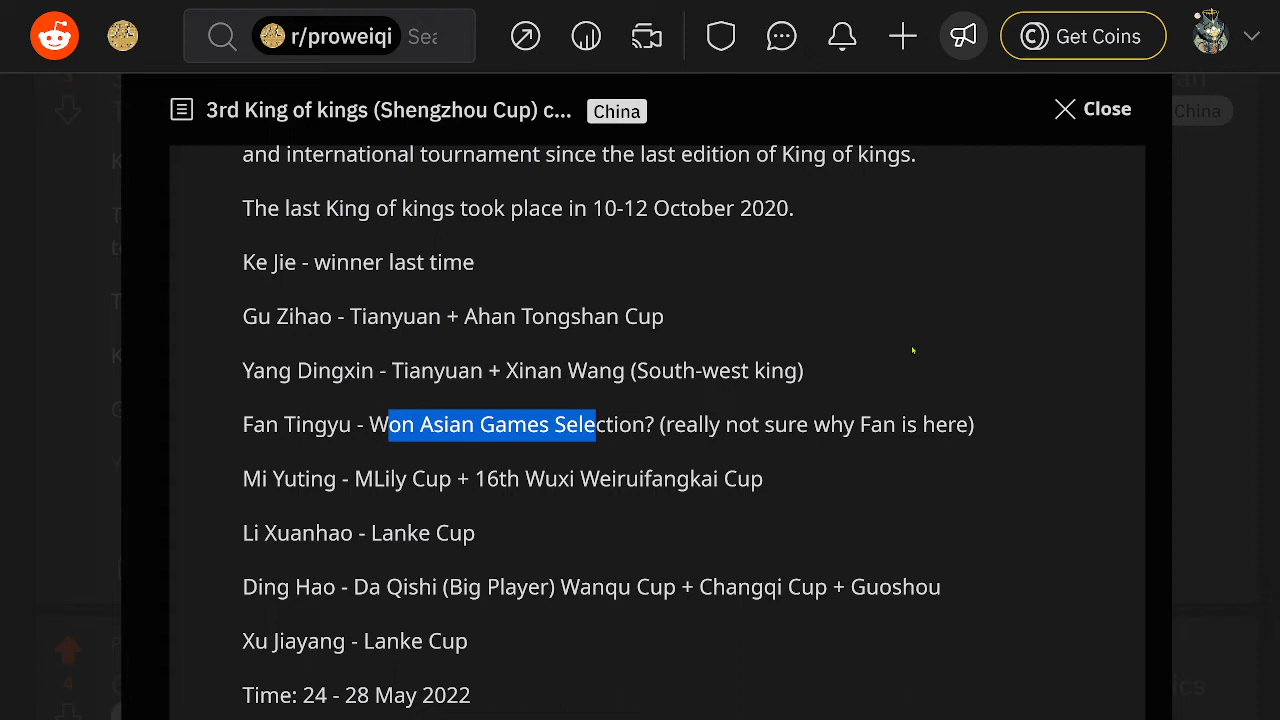 r/proweiqi Sea
Get Coins
3rd King of kings (Shengzhou Cup) c... China
Close
China
and international tournament since the last edition of King of kings.
The last King of kings took place in 10-12 October 2020.
Ke Jie - winner last time
Gu Zihao - Tianyuan + Ahan Tongshan Cup
Yang Dingxin - Tianyuan + Xinan Wang (South-west king)
Fan Tingyu - Won Asian Games Selection? (really not sure why Fan is here)
Mi Yuting - MLily Cup + 16th Wuxi Weiruifangkai Cup
Li Xuanhao - Lanke Cup
Ding Hao - Da Qishi (Big Player) Wanqu Cup + Changqi Cup + Guoshou
Xu Jiayang - Lanke Cup
Time: 24 - 28 May 2022